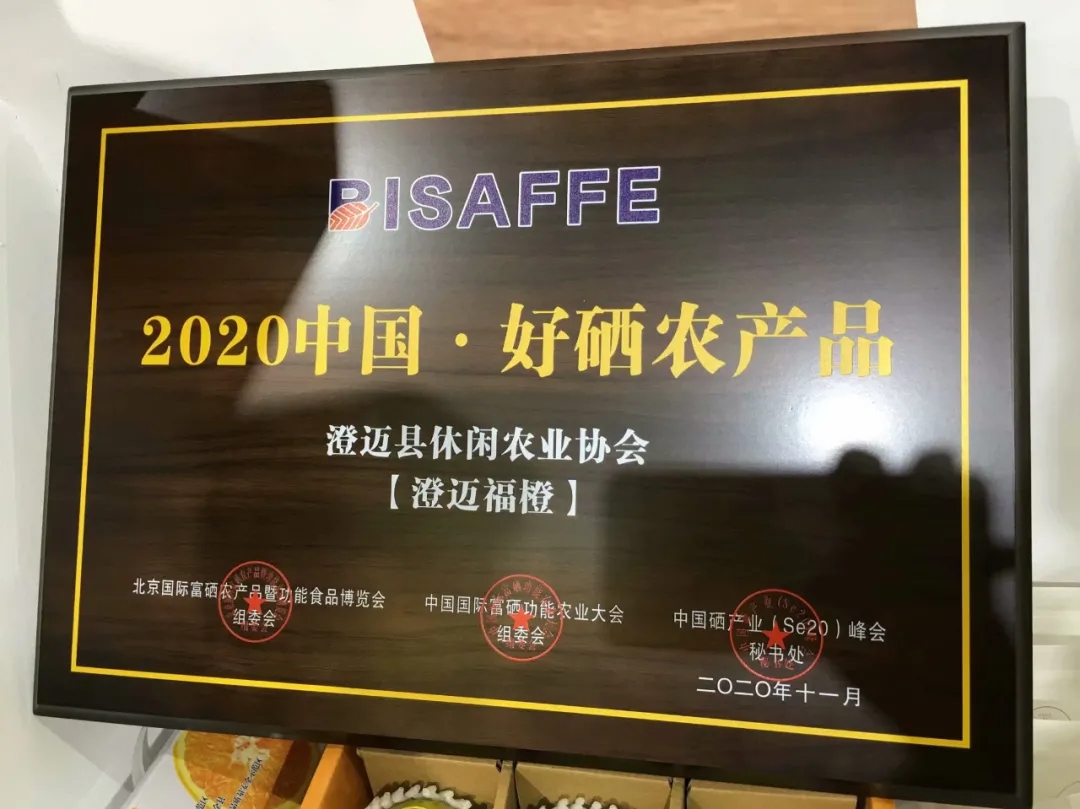 BISAFFE
2020中国·好硒农产品
澄迈县休闲农业协会
【澄迈福橙】
北京国际富硒农产品暨功能食品博览会
组委会
中国国际富硒功能农业大会
组委会
中国硒产业（Se20）峰会
秘书处
二〇二〇年十一月